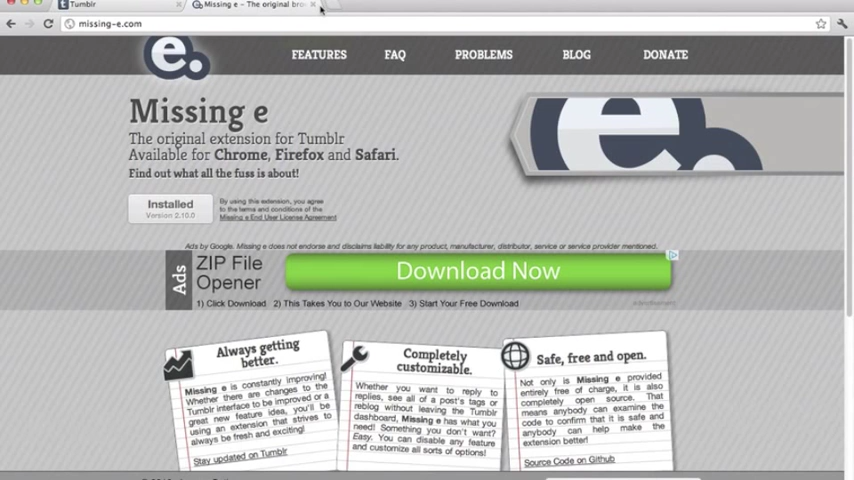 Tumblr
Missing e - The original bro
missing-e.com
e.
FEATURES FAQ PROBLEMS BLOG DONATE
Missing e
The original extension for Tumblr
Available for Chrome, Firefox and Safari.
Find out what all the fuss is about!
Installed
Version 2.10.0
By using this extension, you agree
to the terms and conditions of the
Missing e End User License Agreement
e
Ads by Google. Missing e does not endorse and disclaims liability for any product, manufacturer, distributor, service or service provider mentioned.
Ads
ZIP File
Opener
Download Now
1) Click Download 2) This Takes You to Our Website 3) Start Your Free Download
advertisement
Always getting
better.
Missing e is constantly improving!
Whether there are changes to the
Tumblr interface to be improved or a
great new feature idea, you'll be
using an extension that strives to
always be fresh and exciting!
Stay updated on Tumblr
Completely
customizable.
Whether you want to reply to
replies, see all of a post's tags or
reblog without leaving the Tumblr
dashboard, Missing e has what you
need! Something you don't want?
Easy. You can disable any feature
and customize all sorts of options!
Safe, free and open.
Not only is Missing e provided
entirely free of charge, it is also
completely open source. That
means anybody can examine the
code to confirm that it is safe and
anybody can help make the
extension better!
Source Code on Github